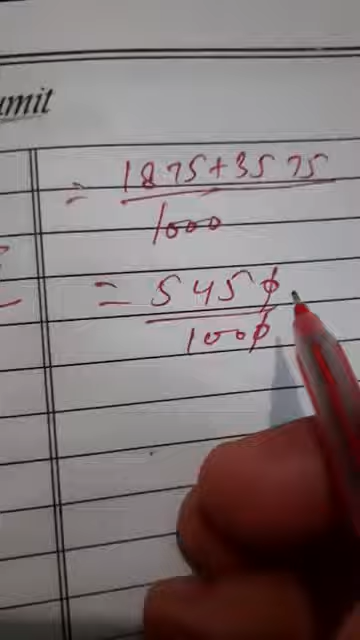 umit
= 1875+3575
1000
= 5450
1000